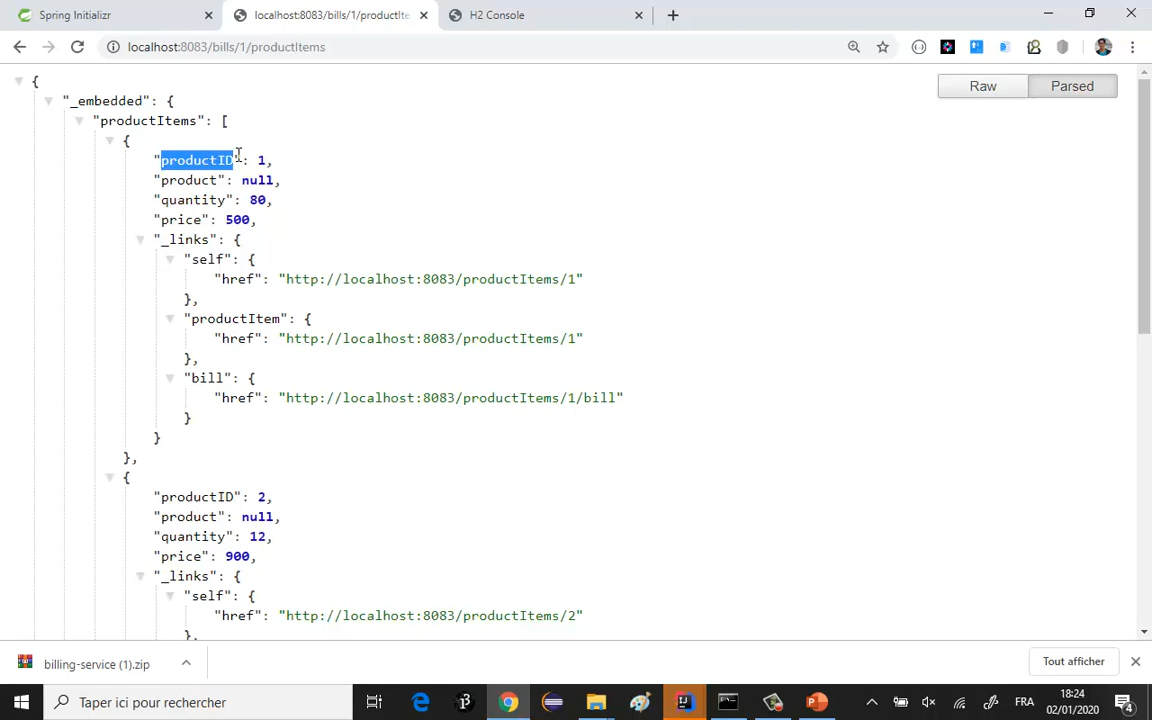 Spring Initializr
localhost:8083/bills/1/productIte
H2 Console
localhost:8083/bills/1/productItems
Raw
Parsed
{
"_embedded": {
"productItems": [
{
"productID": 1,
"product": null,
"quantity": 80,
"price": 500,
"_links": {
"self": {
"href": "http://localhost:8083/productItems/1"
},
"productItem": {
"href": "http://localhost:8083/productItems/1"
},
"bill": {
"href": "http://localhost:8083/productItems/1/bill"
}
}
},
{
"productID": 2,
"product": null,
"quantity": 12,
"price": 900,
"_links": {
"self": {
"href": "http://localhost:8083/productItems/2"
},
billing-service (1).zip
Tout afficher
Taper ici pour rechercher
FRA
18:24
02/01/2020
4